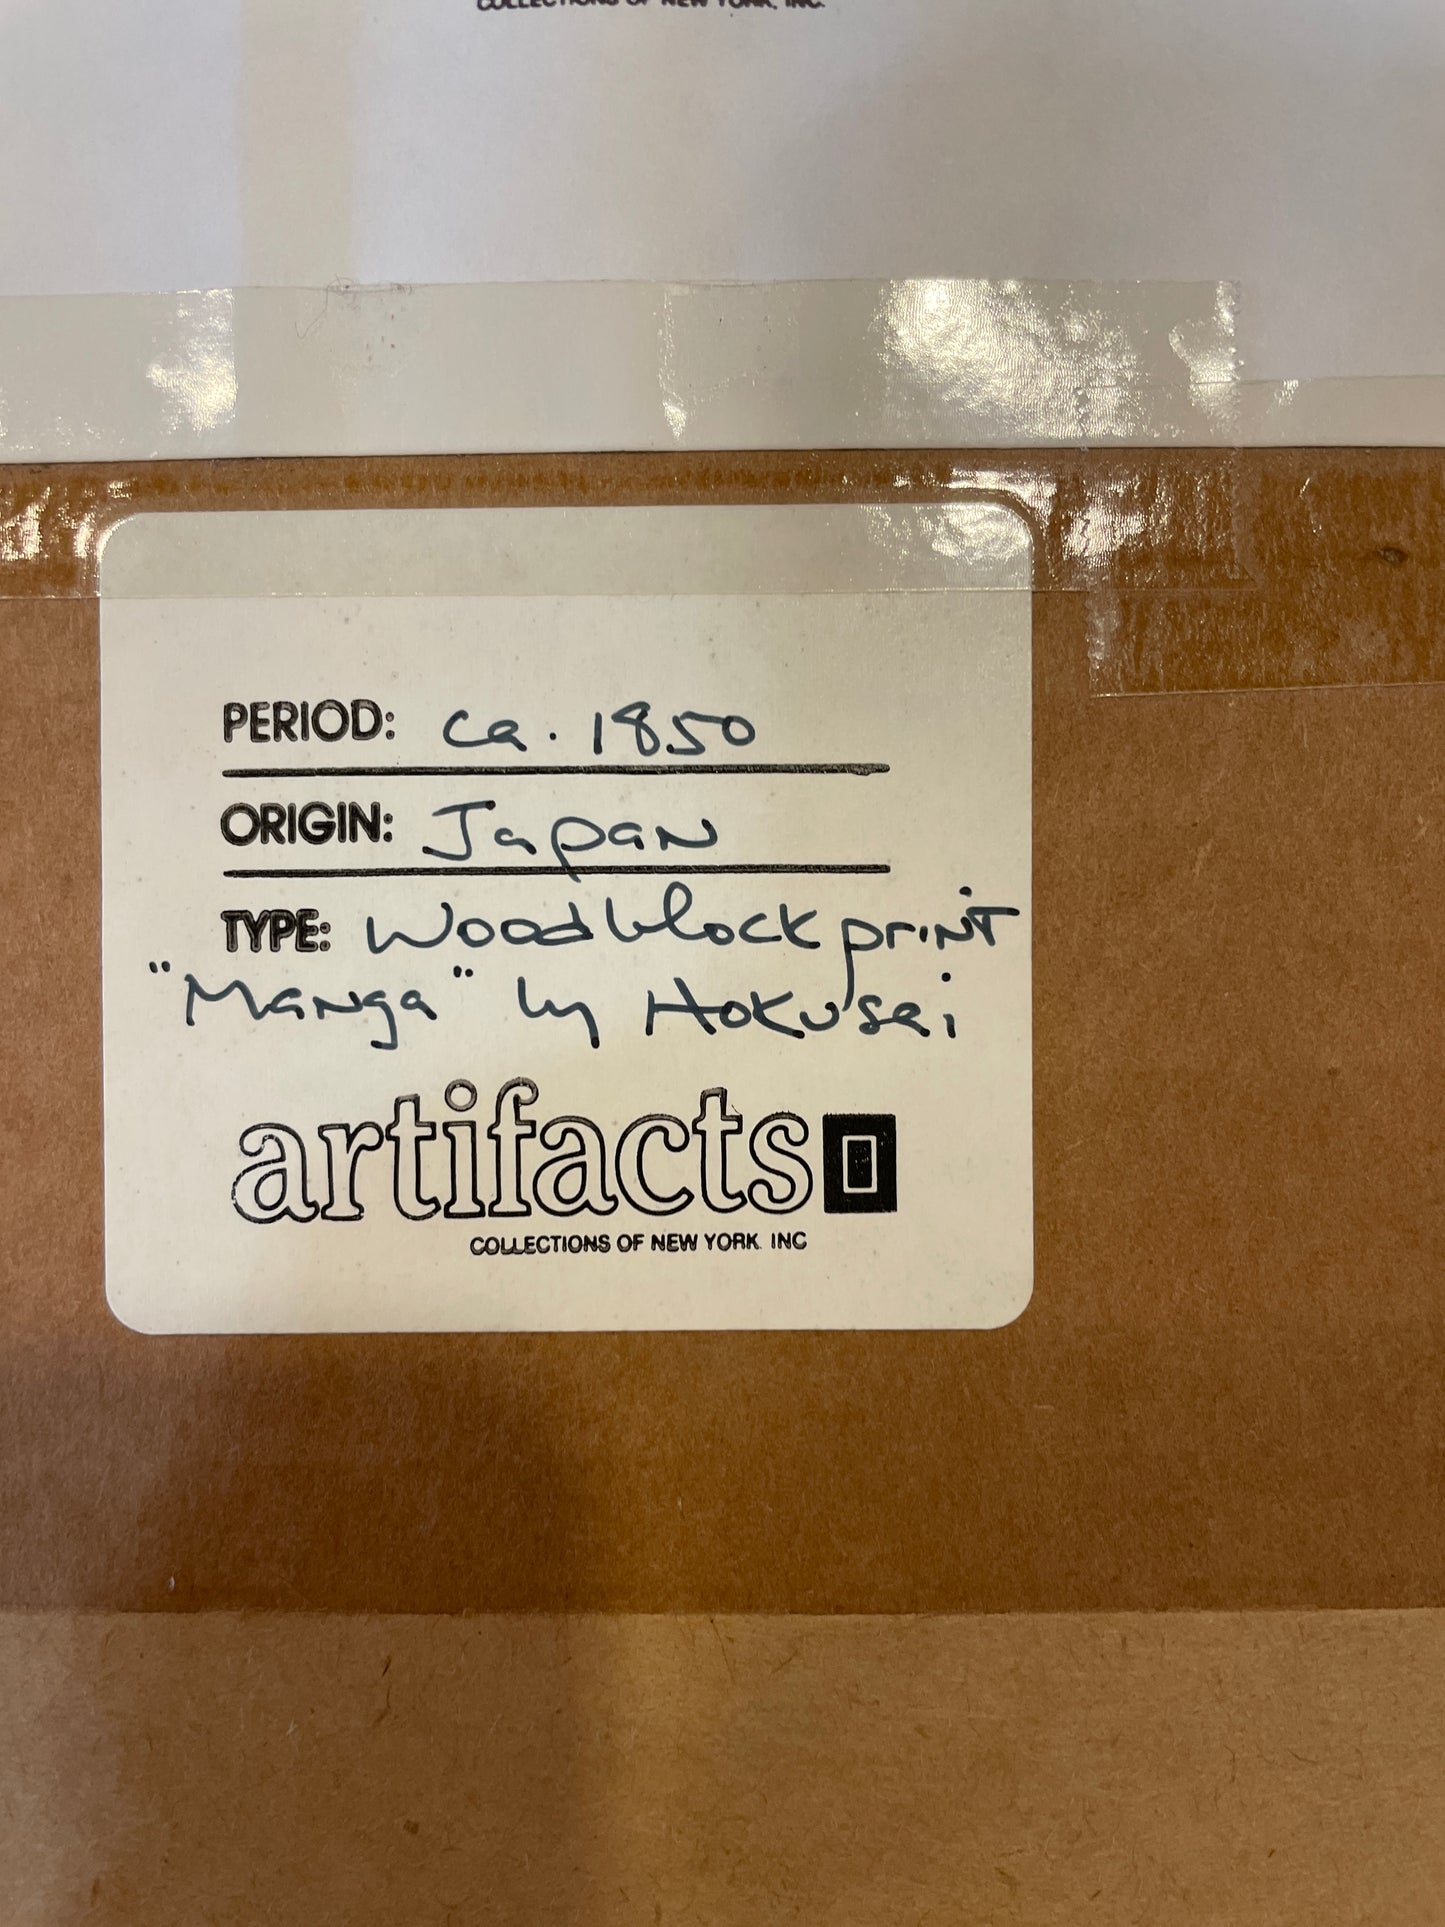 COLLECTIONS OF NEW YORK, INC.
PERIOD: ca. 1850
ORIGIN: Japan
TYPE: Woodblock print
"Manga" by Hokusai
artifacts
COLLECTIONS OF NEW YORK. INC